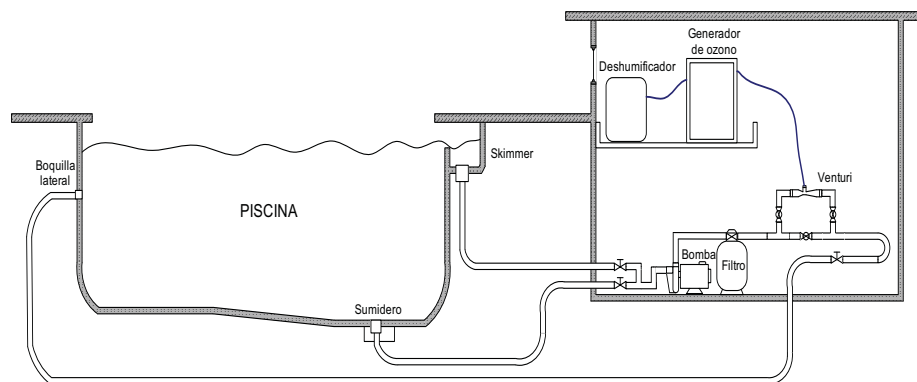 Generador
de ozono
Deshumificador
Skimmer
Boquilla
lateral
Venturi
PISCINA
Bomba
Filtro
Sumidero